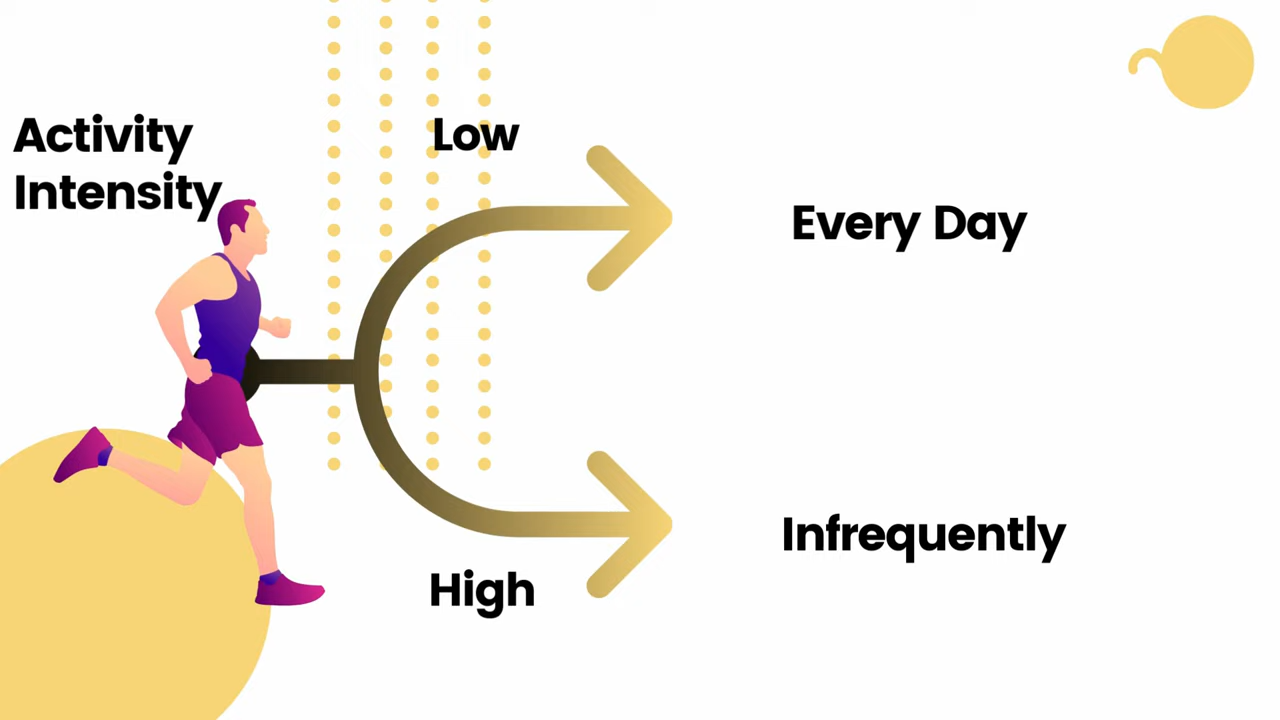 Activity
Intensity
Low
Every Day
Infrequently
High